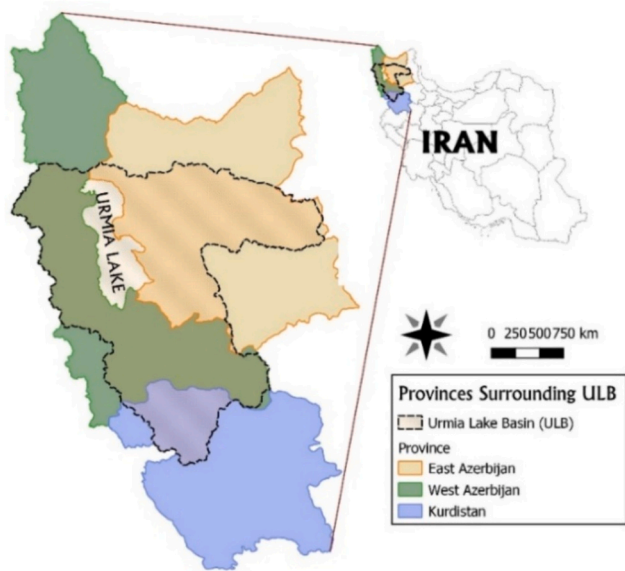 IRAN
URMIA LAKE
0 250500750 km
Provinces Surrounding ULB
Urmia Lake Basin (ULB)
Province
East Azerbijan
West Azerbijan
Kurdistan